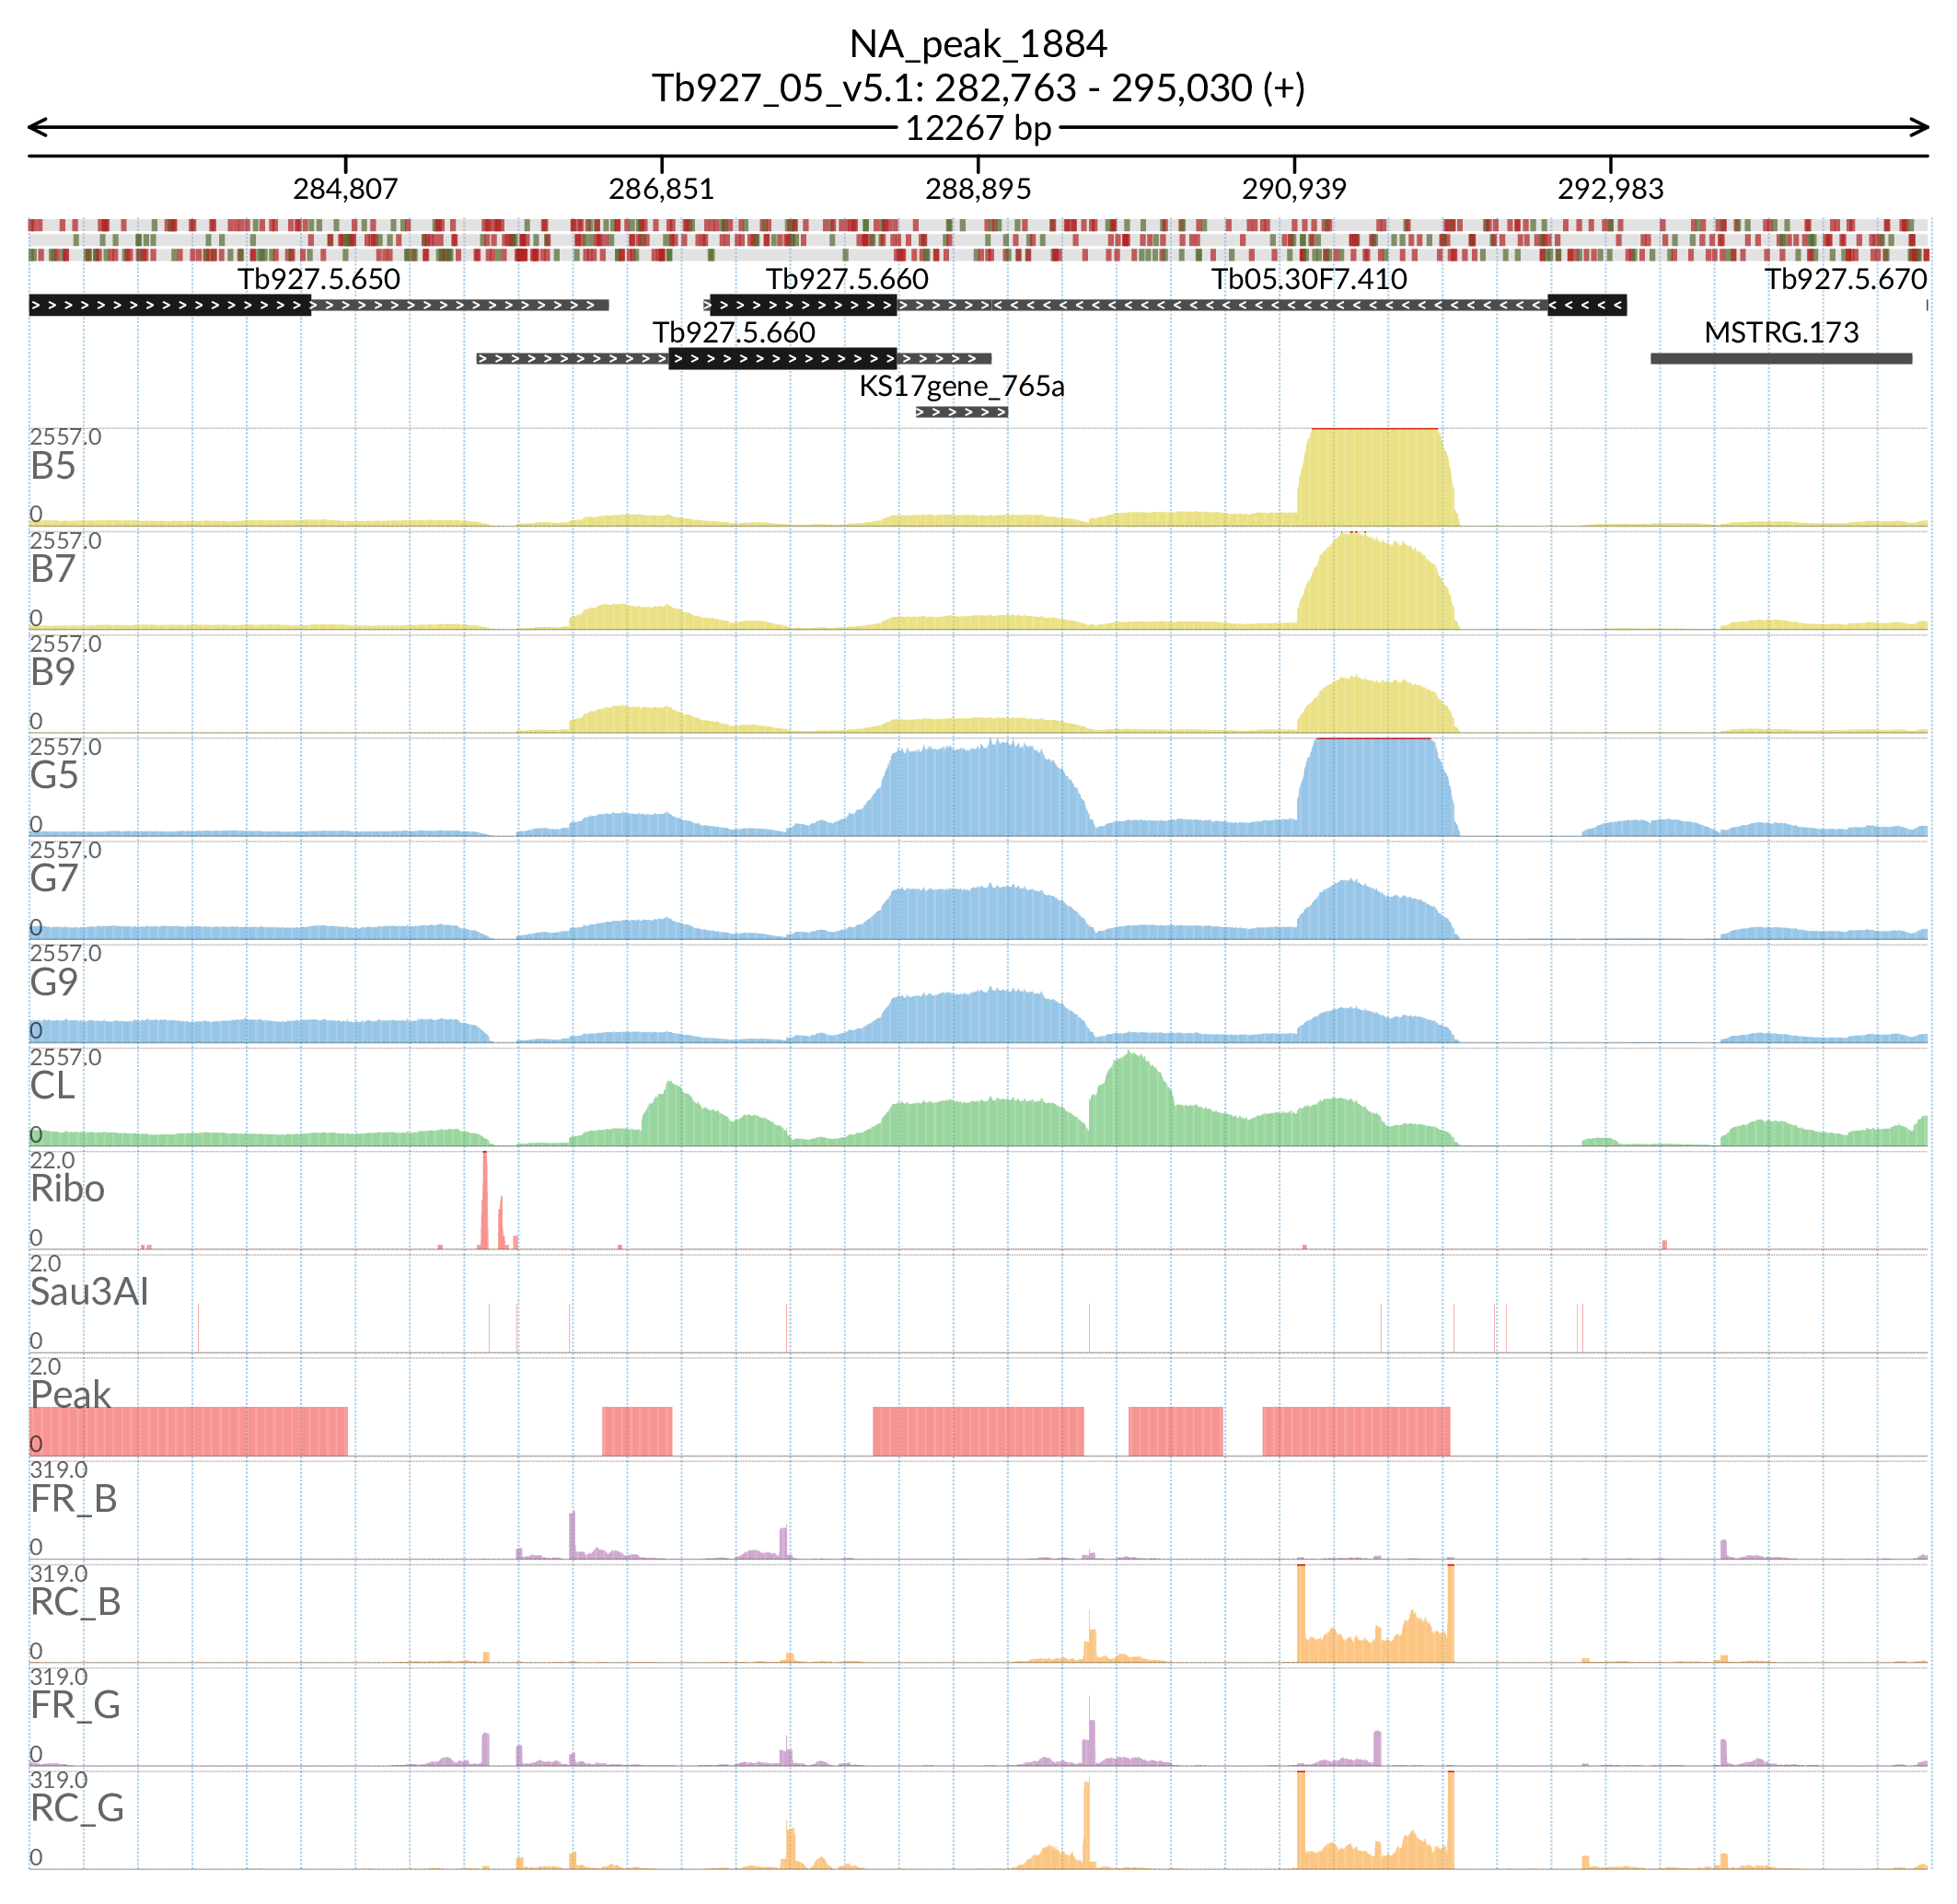 NA_peak_1884
Tb927_05_v5.1: 282,763 - 295,030 (+)
12267 bp
284,807 286,851 288,895 290,939 292,983
Tb927.5.650 Tb927.5.660 Tb05.30F7.410 Tb927.5.670
Tb927.5.660 MSTRG.173
KS17gene_765a
2557.0
B5
0
2557.0
B7
0
2557.0
B9
0
2557.0
G5
0
2557.0
G7
0
2557.0
G9
0
2557.0
CL
0
22.0
Ribo
0
2.0
Sau3AI
0
2.0
Peak
0
319.0
FR_B
0
319.0
RC_B
0
319.0
FR_G
0
319.0
RC_G
0